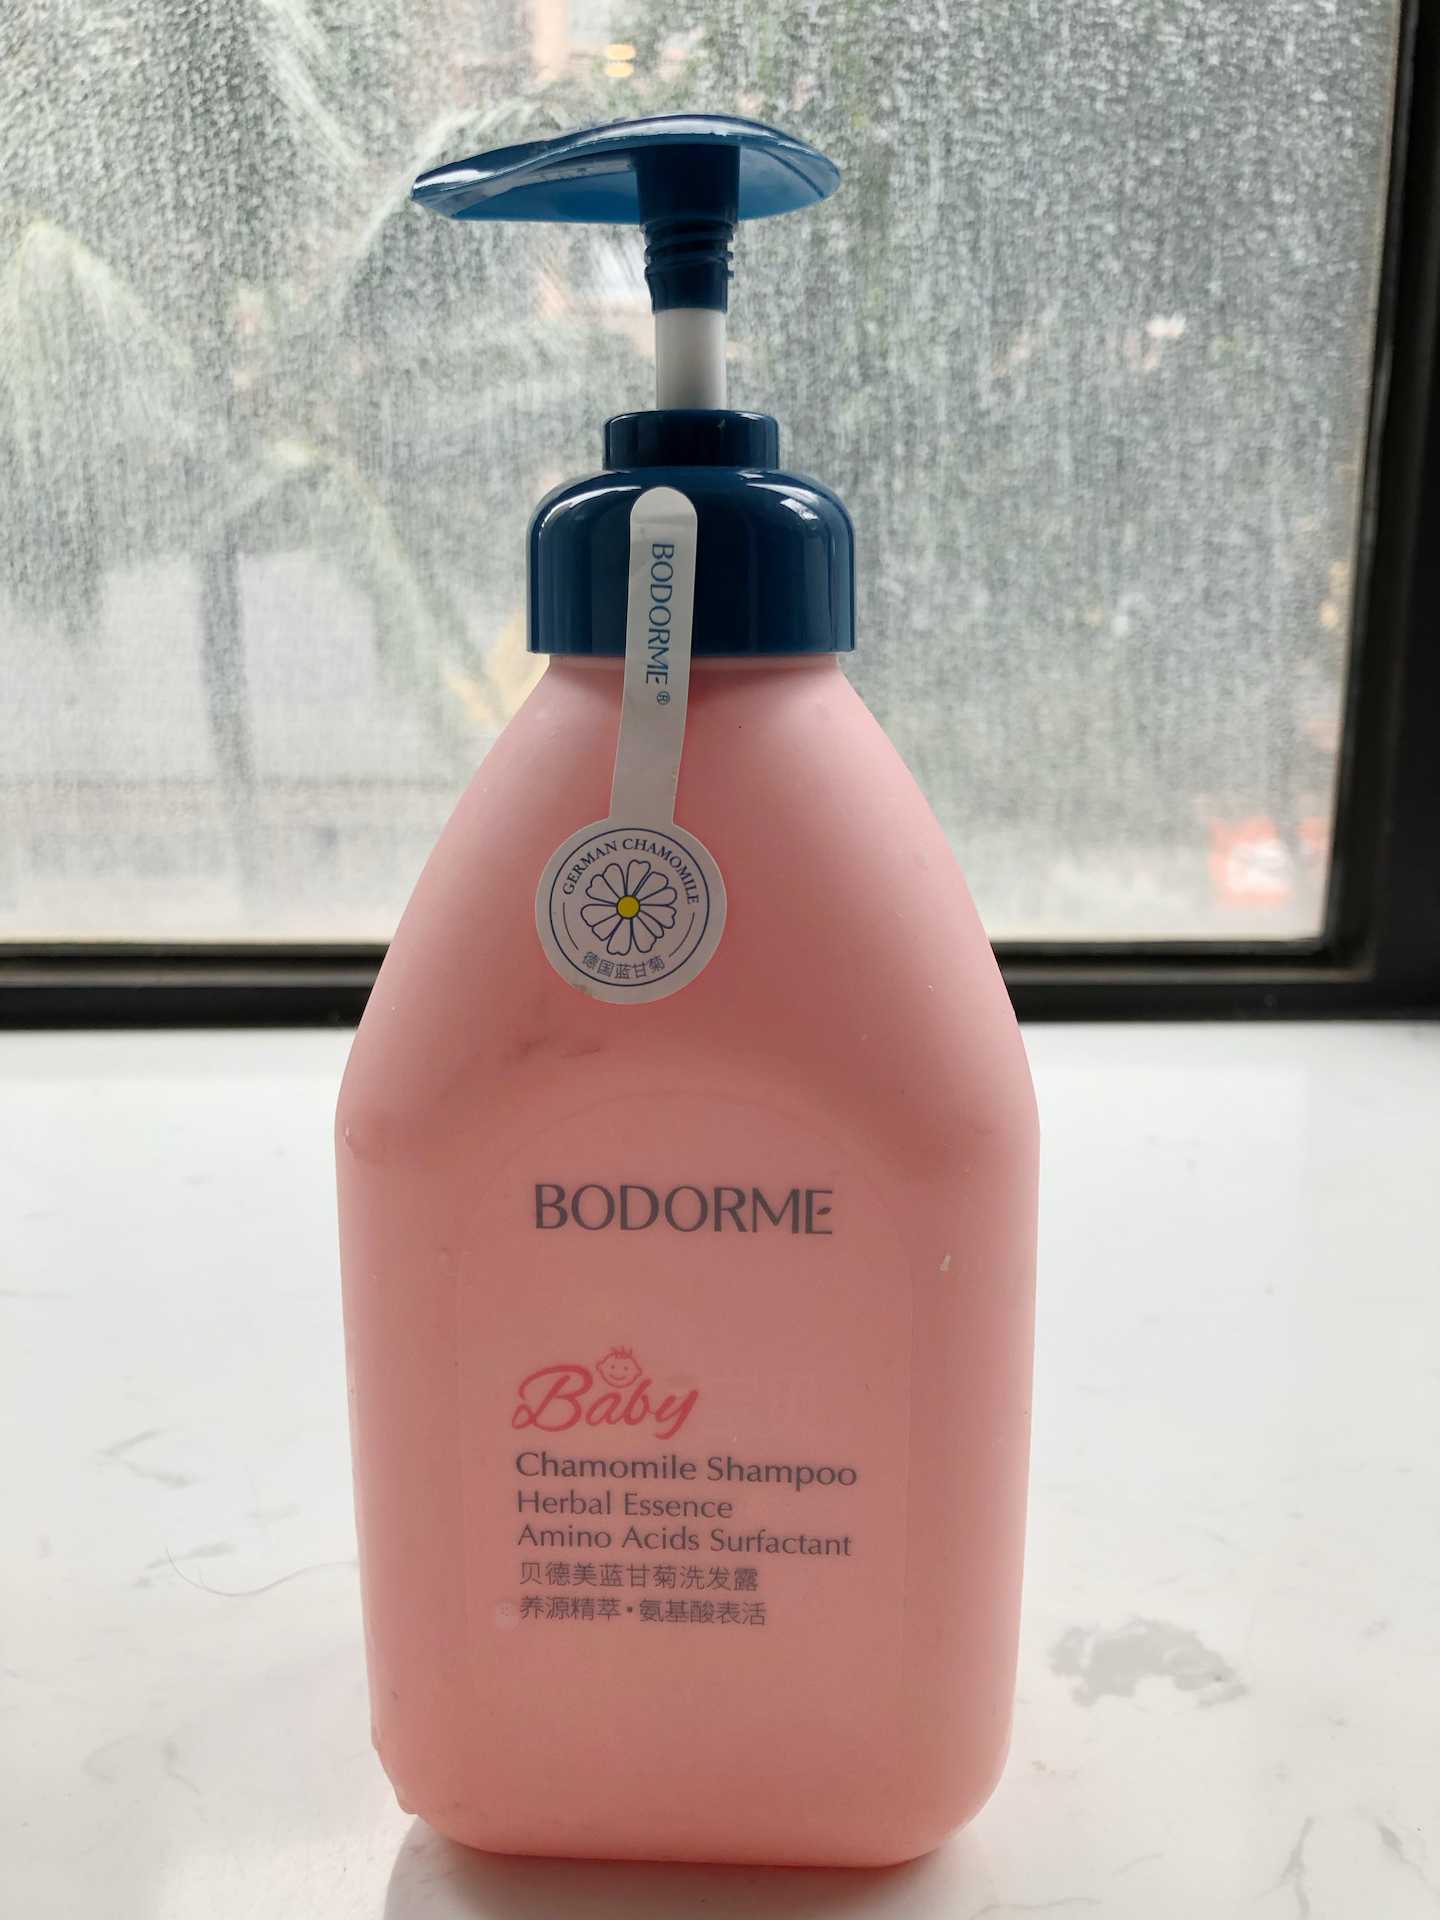 BODORME®
GERMAN CHAMOMILE
德国蓝甘菊
BODORME
Baby
Chamomile Shampoo
Herbal Essence
Amino Acids Surfactant
贝德美蓝甘菊洗发露
养源精萃·氨基酸表活